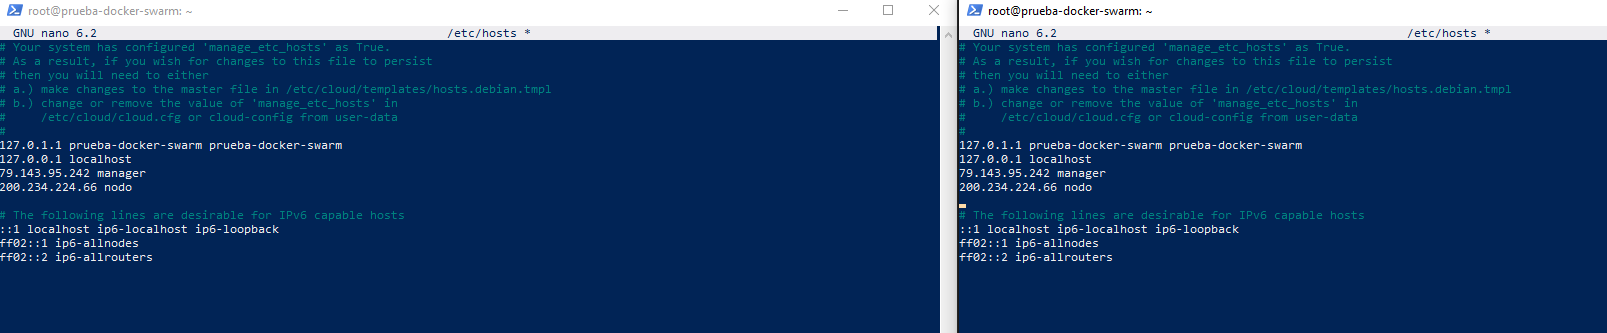 root@prueba-docker-swarm: ~
GNU nano 6.2 /etc/hosts *
# Your system has configured 'manage_etc_hosts' as True.
# As a result, if you wish for changes to this file to persist
# then you will need to either
# a.) make changes to the master file in /etc/cloud/templates/hosts.debian.tmpl
# b.) change or remove the value of 'manage_etc_hosts' in
#     /etc/cloud/cloud.cfg or cloud-config from user-data
#
127.0.1.1 prueba-docker-swarm prueba-docker-swarm
127.0.0.1 localhost
79.143.95.242 manager
200.234.224.66 nodo
# The following lines are desirable for IPv6 capable hosts
::1 localhost ip6-localhost ip6-loopback
ff02::1 ip6-allnodes
ff02::2 ip6-allrouters
root@prueba-docker-swarm: ~
GNU nano 6.2 /etc/hosts *
# Your system has configured 'manage_etc_hosts' as True.
# As a result, if you wish for changes to this file to persist
# then you will need to either
# a.) make changes to the master file in /etc/cloud/templates/hosts.debian.tmpl
# b.) change or remove the value of 'manage_etc_hosts' in
#     /etc/cloud/cloud.cfg or cloud-config from user-data
#
127.0.1.1 prueba-docker-swarm prueba-docker-swarm
127.0.0.1 localhost
79.143.95.242 manager
200.234.224.66 nodo
# The following lines are desirable for IPv6 capable hosts
::1 localhost ip6-localhost ip6-loopback
ff02::1 ip6-allnodes
ff02::2 ip6-allrouters